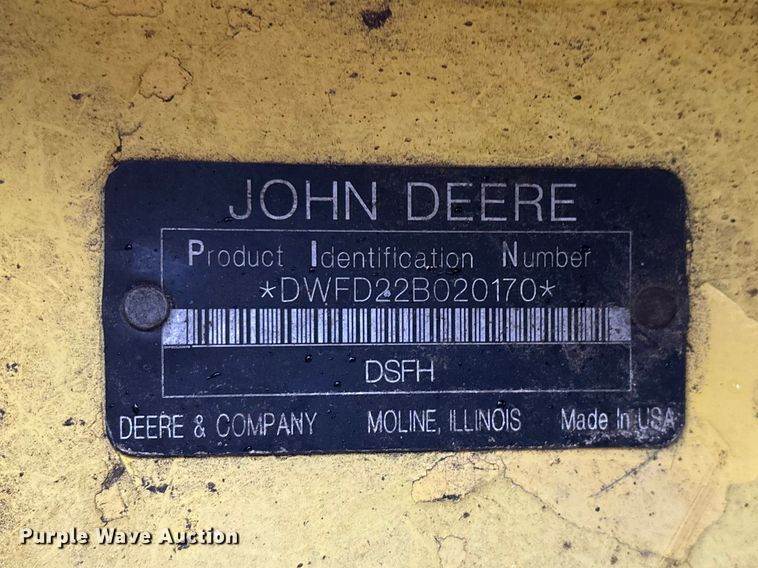 JOHN DEERE
Product Identification Number
*DWFD22B020170*
DSFH
DEERE & COMPANY MOLINE, ILLINOIS Made In USA
Purple Wave Auction